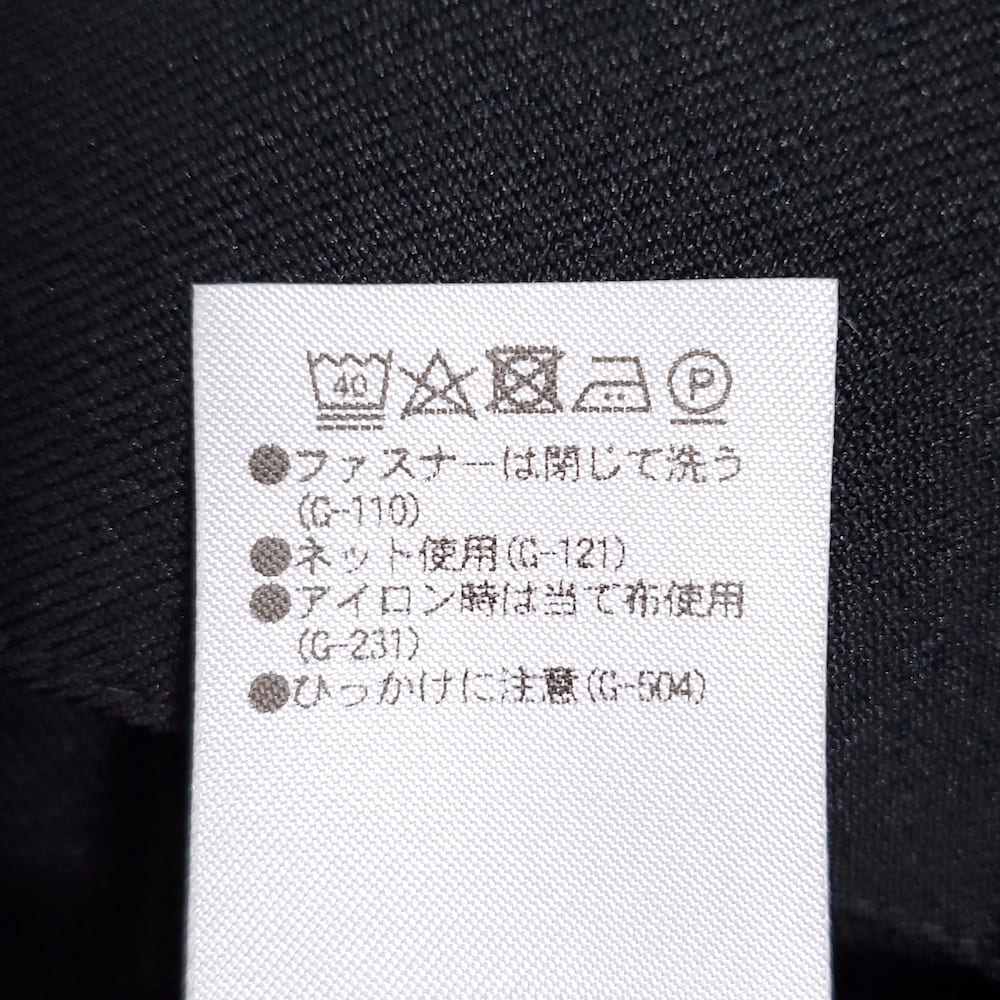 40 P
●ファスナーは閉じて洗う
(G-110)
●ネット使用(G-121)
●アイロン時は当て布使用
(G-231)
●ひっかけに注意(G-504)